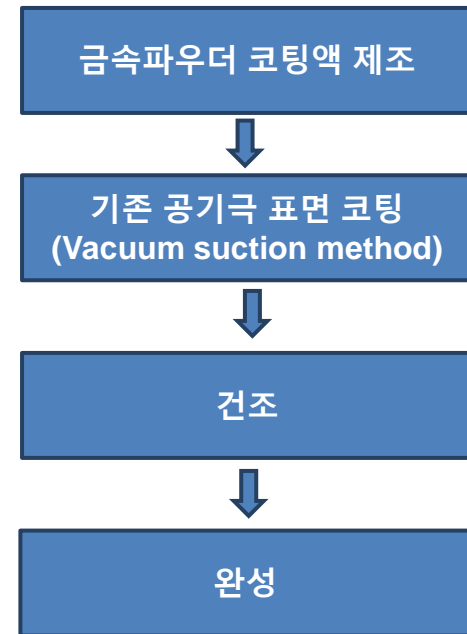 금속파우더 코팅액 제조
기존 공기극 표면 코팅
(Vacuum suction method)
건조
완성